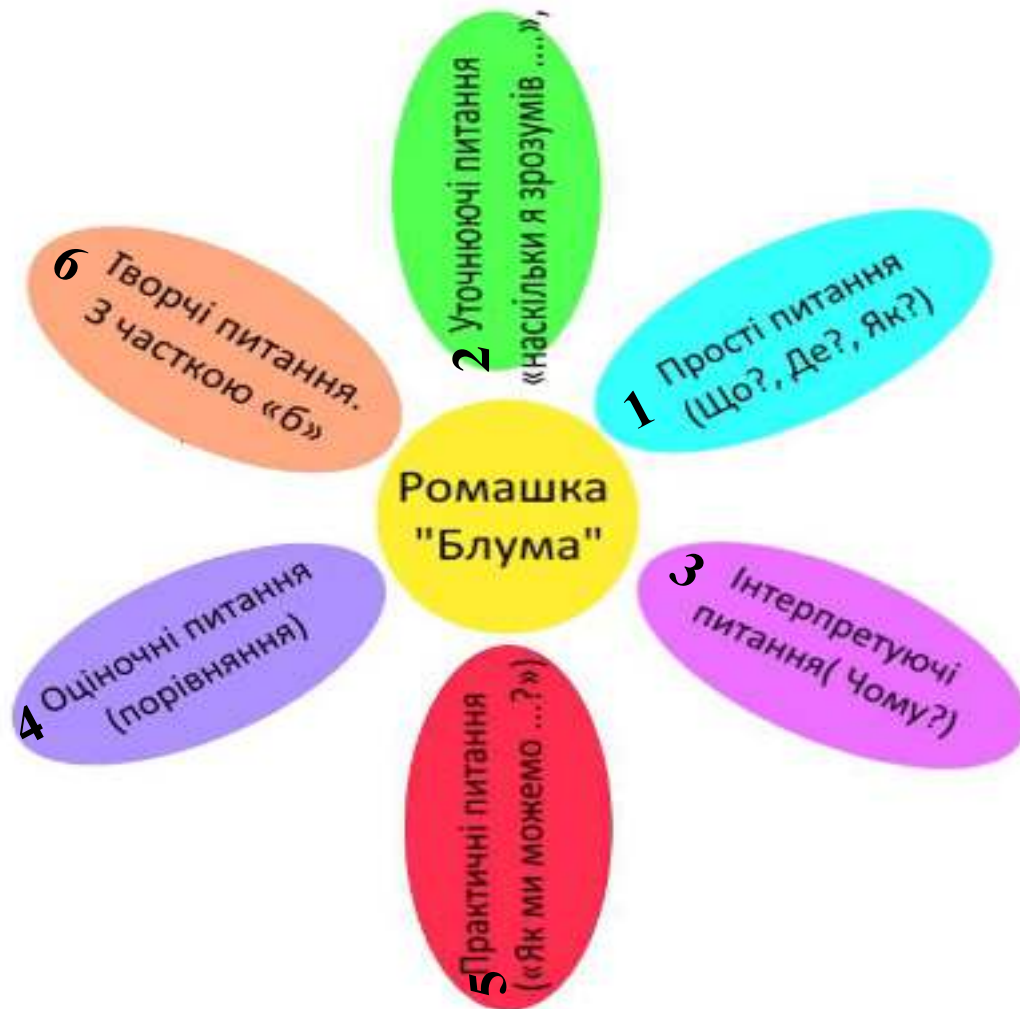 Ромашка
"Блума"
1
Прості питання
(Що?, Де?, Як?)
2
Уточнюючі питання
«наскільки я зрозумів ....»,
3
Інтерпретуючі
питання( Чому?)
4
Оціночні питання
(порівняння)
5
Практичні питання
(«Як ми можемо ...?»)
6
Творчі питання.
З часткою «б»